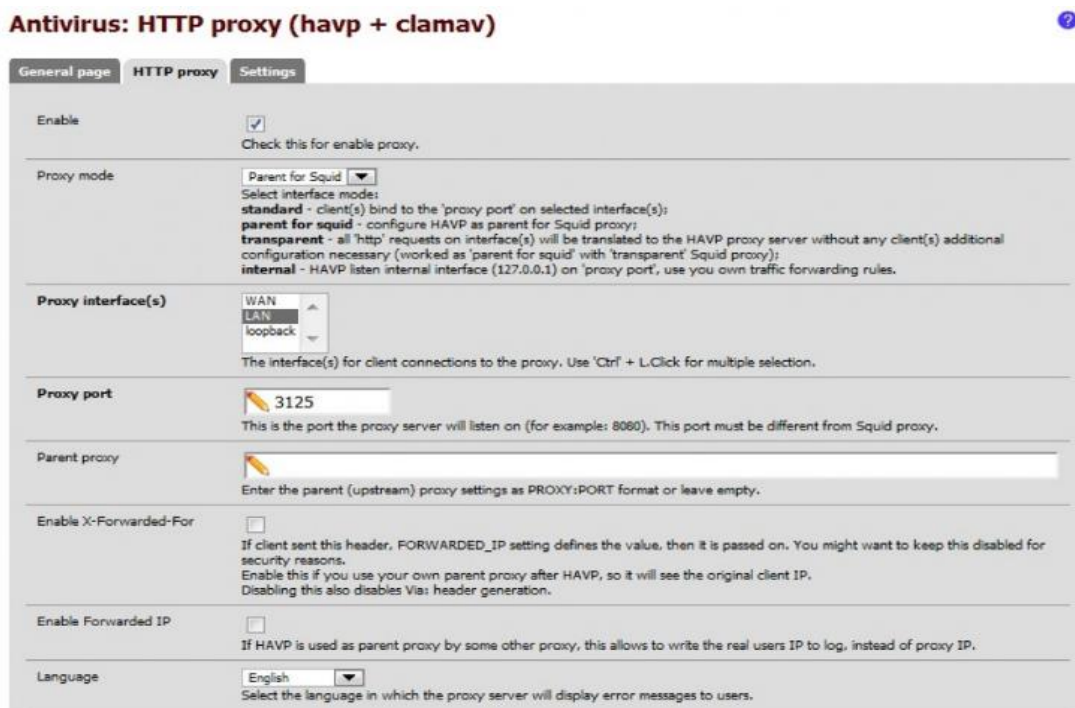 Antivirus: HTTP proxy (havp + clamav)
?
General page HTTP proxy Settings
Enable
Check this for enable proxy.
Proxy mode
Parent for Squid
Select interface mode:
standard - client(s) bind to the 'proxy port' on selected interface(s);
parent for squid - configure HAVP as parent for Squid proxy;
transparent - all 'http' requests on interface(s) will be translated to the HAVP proxy server without any client(s) additional
configuration necessary (worked as 'parent for squid' with 'transparent' Squid proxy);
internal - HAVP listen internal interface (127.0.0.1) on 'proxy port', use you own traffic forwarding rules.
Proxy interface(s)
WAN
LAN
loopback
The interface(s) for client connections to the proxy. Use 'Ctrl' + L.Click for multiple selection.
Proxy port
3125
This is the port the proxy server will listen on (for example: 8080). This port must be different from Squid proxy.
Parent proxy
Enter the parent (upstream) proxy settings as PROXY:PORT format or leave empty.
Enable X-Forwarded-For
If client sent this header, FORWARDED_IP setting defines the value, then it is passed on. You might want to keep this disabled for
security reasons.
Enable this if you use your own parent proxy after HAVP, so it will see the original client IP.
Disabling this also disables Via: header generation.
Enable Forwarded IP
If HAVP is used as parent proxy by some other proxy, this allows to write the real users IP to log, instead of proxy IP.
Language
English
Select the language in which the proxy server will display error messages to users.